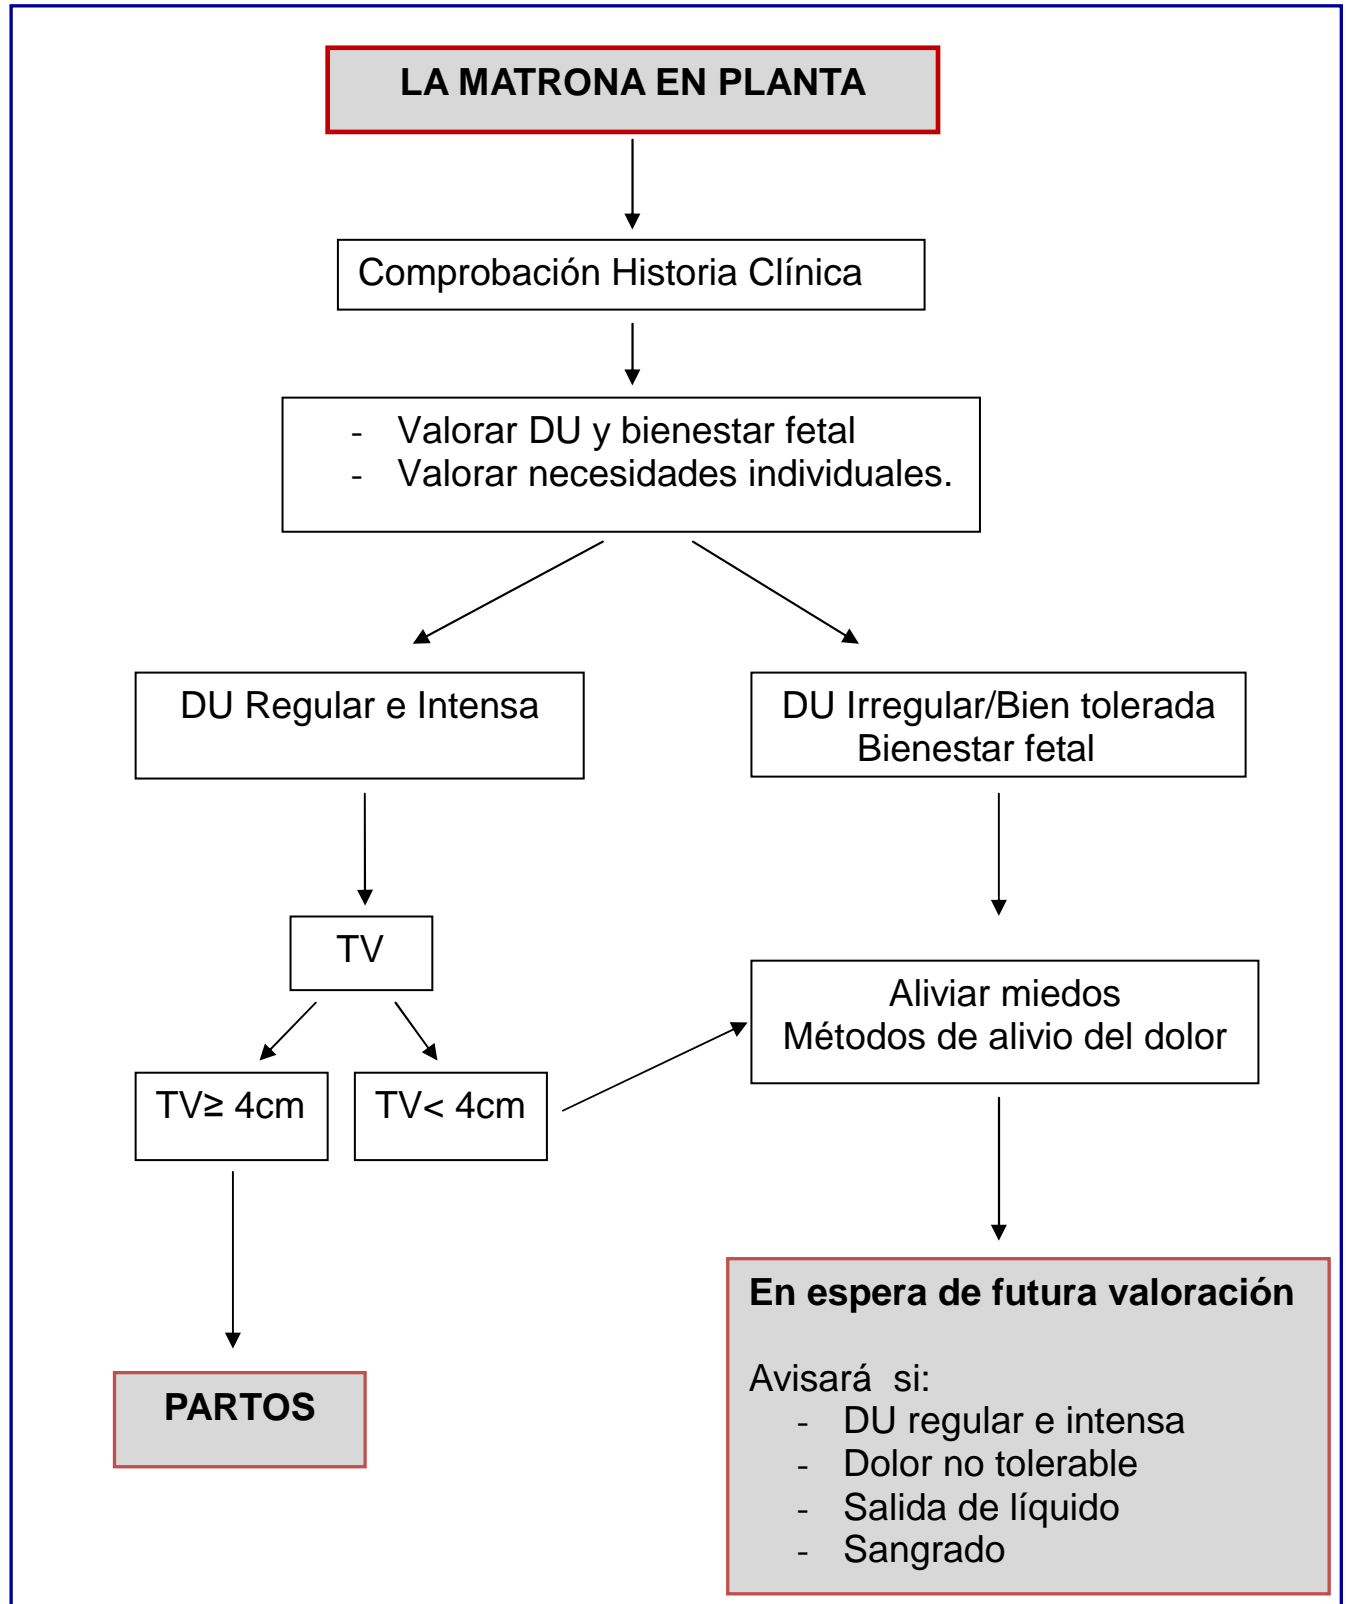 LA MATRONA EN PLANTA
Comprobación Historia Clínica
- Valorar DU y bienestar fetal
- Valorar necesidades individuales.
DU Regular e Intensa
DU Irregular/Bien tolerada
Bienestar fetal
TV
TV≥ 4cm
TV< 4cm
Aliviar miedos
Métodos de alivio del dolor
PARTOS
En espera de futura valoración
Avisará si:
- DU regular e intensa
- Dolor no tolerable
- Salida de líquido
- Sangrado